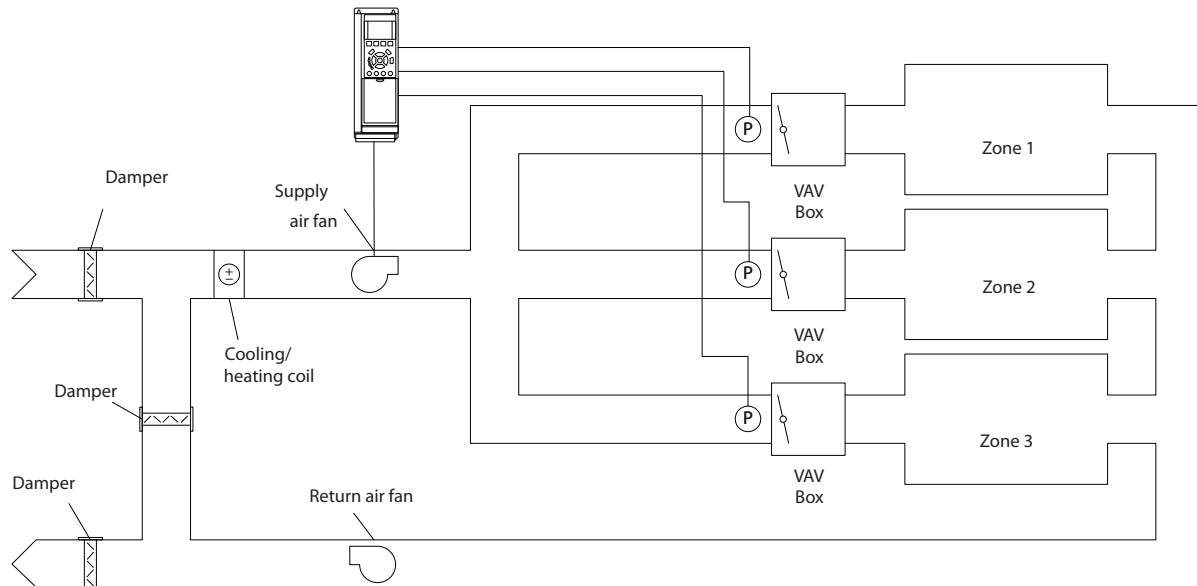 Damper
Supply
air fan
P
Zone 1
VAV
Box
±
P
Zone 2
Cooling/
heating coil
VAV
Box
Damper
P
Zone 3
VAV
Box
Damper
Return air fan